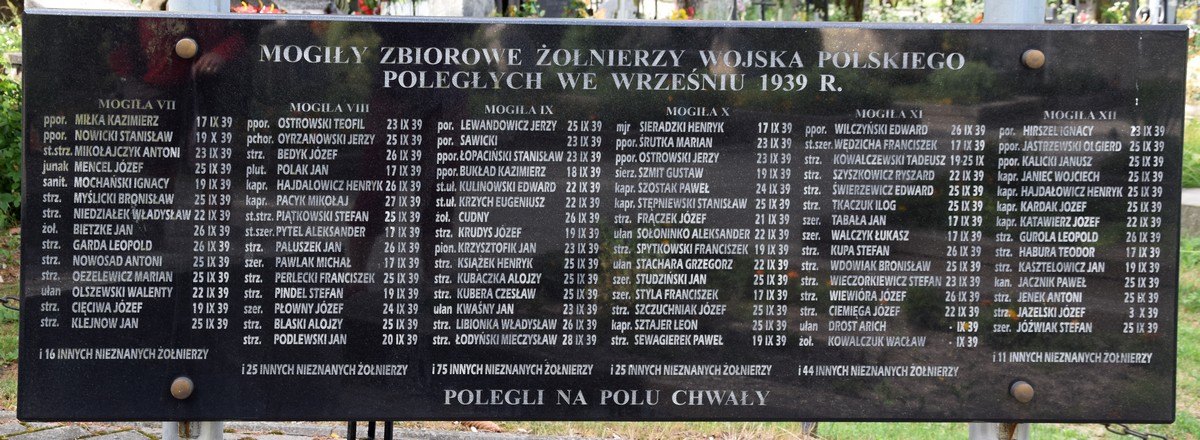 MOGIŁY ZBIOROWE ŻOŁNIERZY WOJSKA POLSKIEGO
POLEGŁYCH WE WRZEŚNIU 1939 R.
MOGIŁA VII
ppor. MIŁKA KAZIMIERZ 17 IX 39
ppor. NOWICKI STANISŁAW 19 X 39
st.strz. MIKOŁAJCZYK ANTONI 23 IX 39
junak MENCEL JÓZEF 25 IX 39
sanit. MOCHAŃSKI IGNACY 19 IX 39
strz. MYŚLICKI BRONISŁAW 25 IX 39
strz. NIEDZIAŁEK WŁADYSŁAW 22 IX 39
żoł. BIETZKE JAN 26 IX 39
strz. GARDA LEOPOLD 26 IX 39
strz. NOWOSAD ANTONI 25 IX 39
strz. OEZELEWICZ MARIAN 25 IX 39
ułan OLSZEWSKI WALENTY 22 IX 39
strz. CIĘCIWA JÓZEF 19 IX 39
strz. KLEJNOW JAN 25 IX 39
i 16 INNYCH NIEZNANYCH ŻOŁNIERZY
MOGIŁA VIII
ppor. OSTROWSKI TEOFIL 23 IX 39
pchor. OYRZANOWSKI JERZY 25 IX 39
strz. BEDYK JÓZEF 26 IX 39
plut. POLAK JAN 17 IX 39
kapr. HAJDALOWICZ HENRYK 26 IX 39
kapr. PACYK MIKOŁAJ 27 IX 39
st.strz. PIĄTKOWSKI STEFAN 25 IX 39
st.szer. PYTEL ALEKSANDER 17 IX 39
strz. PALUSZEK JAN 26 IX 39
szer. PAWLAK MICHAŁ 17 IX 39
strz. PERLECKI FRANCISZEK 25 IX 39
strz. PINDEL STEFAN 19 IX 39
szer. PŁOWNY JÓZEF 24 IX 39
strz. BLASKI ALOJZY 25 IX 39
strz. PODLEWSKI JAN 20 IX 39
i 25 INNYCH NIEZNANYCH ŻOŁNIERZY
MOGIŁA IX
por. LEWANDOWICZ JERZY 25 IX 39
por. SAWICKI 23 IX 39
ppor. ŁOPACIŃSKI STANISŁAW 23 IX 39
ppor. BUKŁAD KAZIMIERZ 18 IX 39
st.uł. KULINOWSKI EDWARD 22 IX 39
st.uł. KRZYCH EUGENIUSZ 22 IX 39
żoł. CUDNY 26 IX 39
strz. KRUDYS JÓZEF 19 IX 39
pion. KRZYSZTOFIK JAN 23 IX 39
strz. KSIĄŻEK HENRYK 25 IX 39
strz. KUBACZKA ALOJZY 25 IX 39
strz. KUBERA CZESŁAW 25 IX 39
ułan KWAŚNY JAN 23 IX 39
strz. LIBIONKA WŁADYSŁAW 26 IX 39
strz. ŁODYŃSKI MIECZYSŁAW 28 IX 39
i 75 INNYCH NIEZNANYCH ŻOŁNIERZY
MOGIŁA X
mjr SIERADZKI HENRYK 17 IX 39
ppor. SRUTKA MARIAN 23 IX 39
ppor. OSTROWSKI JERZY 23 IX 39
sierż. SZMIT GUSTAW 19 IX 39
kapr. SZOSTAK PAWEŁ 24 IX 39
kapr. STĘPNIEWSKI STANISŁAW 25 IX 39
strz. FRĄCZEK JÓZEF 21 IX 39
ułan SOŁONINKO ALEKSANDER 22 IX 39
strz. SPYTKOWSKI FRANCISZEK 19 IX 39
ułan STACHARA GRZEGORZ 22 IX 39
szer. STUDZIŃSKI JAN 25 IX 39
szer. STYLA FRANCISZEK 17 IX 39
strz. SZCZUCHNIAK JÓZEF 25 IX 39
kapr. SZTAJER LEON 25 IX 39
strz. SEWAGIEREK PAWEŁ 19 IX 39
i 25 INNYCH NIEZNANYCH ŻOŁNIERZY
MOGIŁA XI
ppor. WILCZYŃSKI EDWARD 26 IX 39
st.szer. WĘDZICHA FRANCISZEK 17 IX 39
strz. KOWALCZEWSKI TADEUSZ 19-25 IX
strz. SZYSZKOWICZ RYSZARD 22 IX 39
strz. ŚWIERZEWICZ EDWARD 25 IX 39
strz. TKACZUK ILOG 25 IX 39
szer. TABAŁA JAN 17 IX 39
szer. WALCZYK ŁUKASZ 17 IX 39
strz. KUPA STEFAN 26 IX 39
strz. WDOWIAK BRONISŁAW 25 IX 39
strz. WIECZORKIEWICZ STEFAN 23 IX 39
strz. WIEWIÓRA JÓZEF 26 IX 39
strz. CIEMIĘGA JÓZEF 22 IX 39
ułan DROST ARICH - IX 39
żoł. KOWALCZUK WACŁAW - IX 39
i 44 INNYCH NIEZNANYCH ŻOŁNIERZY
MOGIŁA XII
por. HIRSZEL IGNACY 23 IX 39
ppor. JASTRZEWSKI OLGIERD 25 IX 39
ppor. KALICKI JANUSZ 25 IX 39
kapr. JANIEC WOJCIECH 25 IX 39
kapr. HAJDAŁOWICZ HENRYK 25 IX 39
kapr. KARDAK JÓZEF 25 IX 39
kapr. KATAWIERZ JÓZEF 22 IX 39
strz. GUROLA LEOPOLD 26 IX 39
strz. HABURA TEODOR 17 IX 39
strz. KASZTELOWICZ JAN 19 IX 39
kan. JACZNIK PAWEŁ 25 IX 39
strz. JENEK ANTONI 25 IX 39
strz. JAZELSKI JÓZEF 3 X 39
szer. JÓŹWIAK STEFAN 25 IX 39
i 11 INNYCH NIEZNANYCH ŻOŁNIERZY
POLEGLI NA POLU CHWAŁY